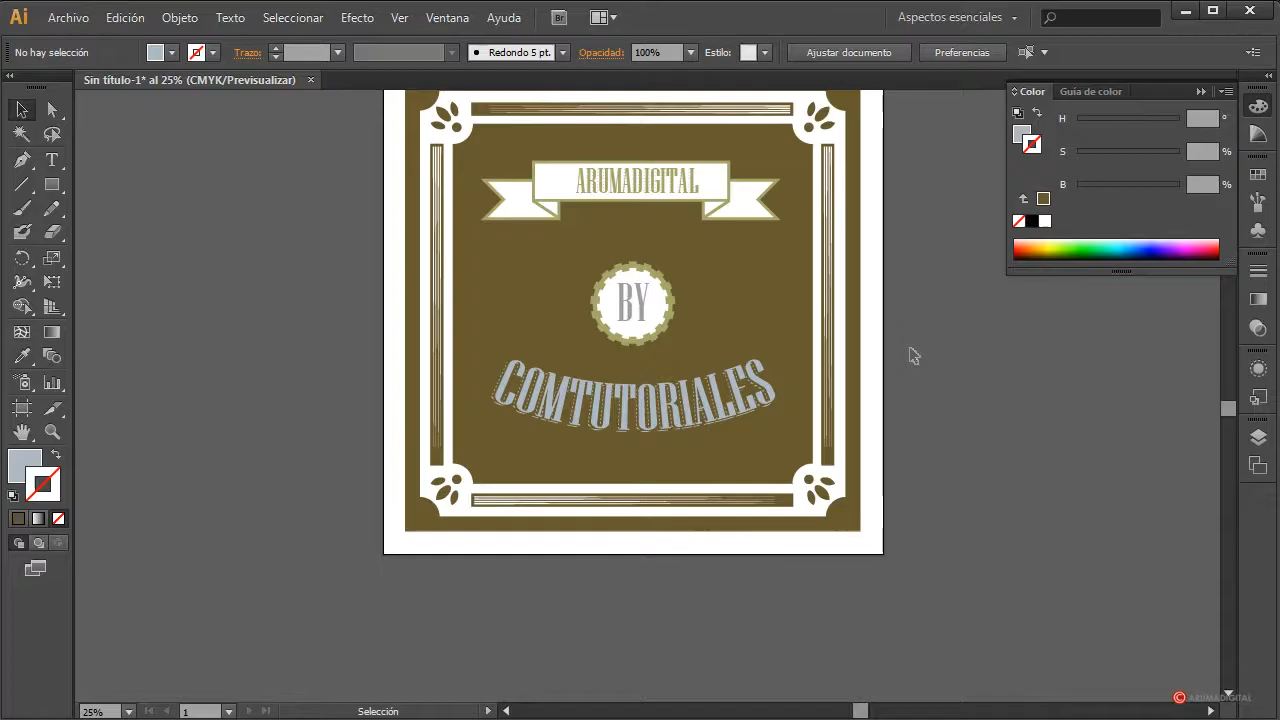 Ai Archivo Edición Objeto Texto Seleccionar Efecto Ver Ventana Ayuda Br Aspectos esenciales
No hay selección Trazo: Redondo 5 pt. Opacidad: 100% Estilo: Ajustar documento Preferencias
Sin título-1* al 25% (CMYK/Previsualizar) ×
Color Guía de color
H °
S %
B %
ARUMADIGITAL
BY
COMTUTORIALES
© ARUMADIGITAL
25% 1 Selección